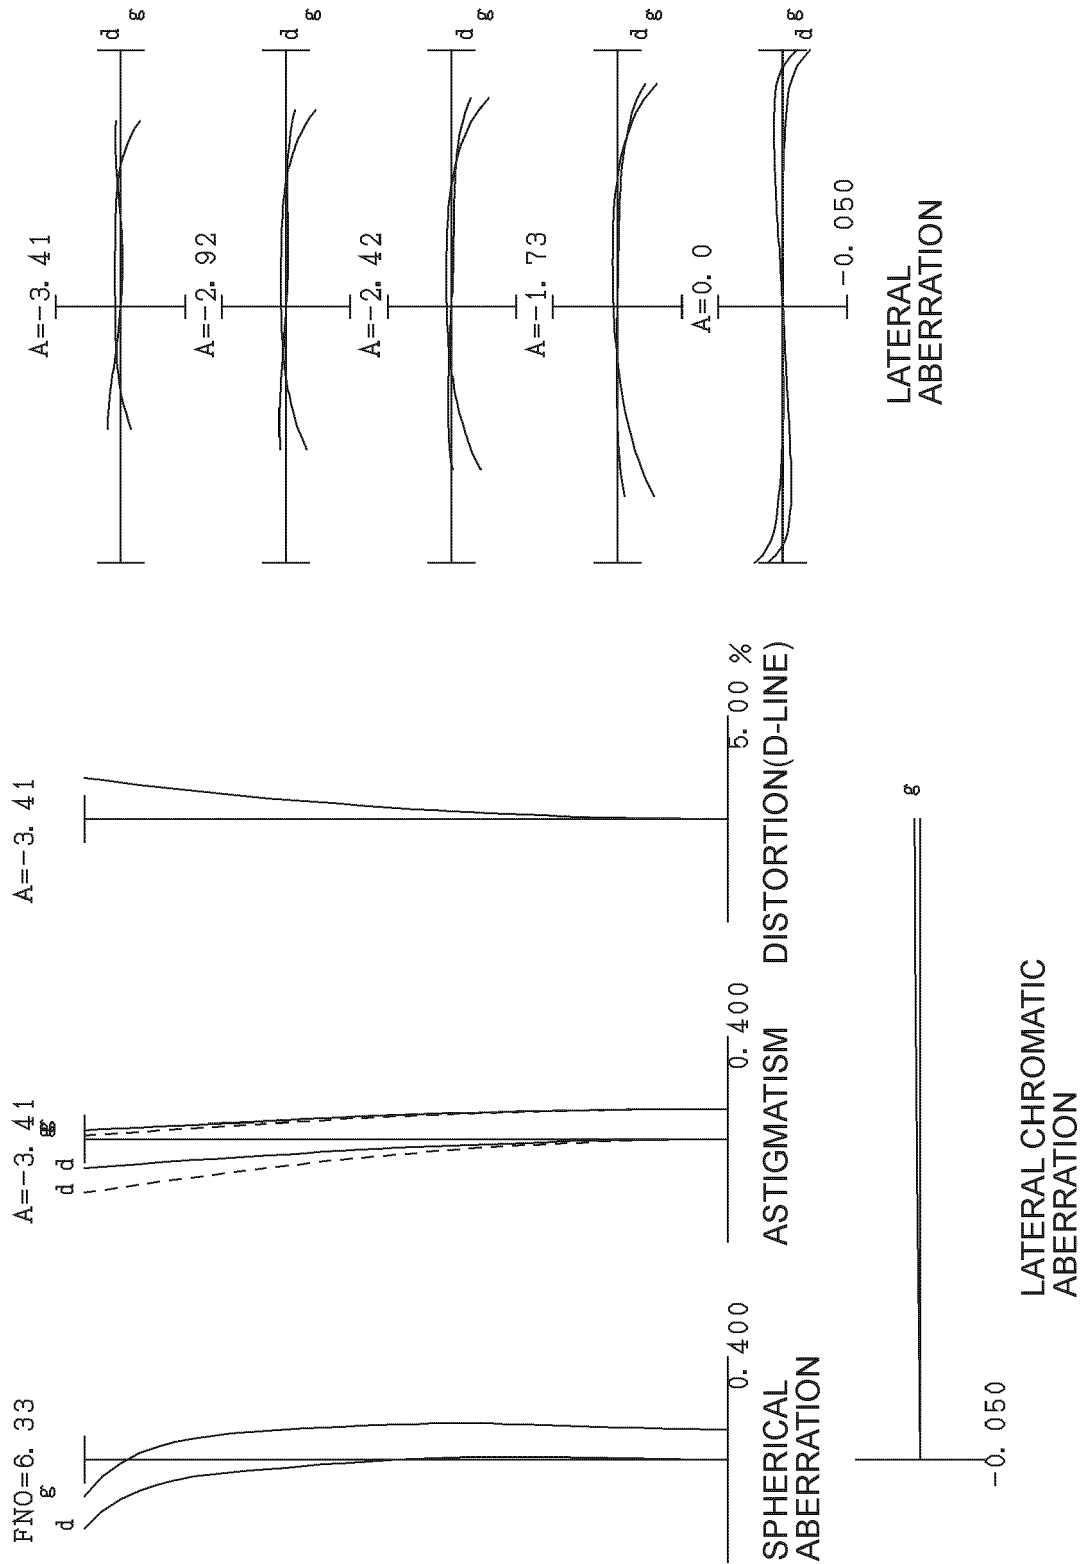 FNO=6. 33
d
g
0. 400
SPHERICAL
ABERRATION
A=-3. 41
d
d
g
g
0. 400
ASTIGMATISM
A=-3. 41
5. 00 %
DISTORTION(D-LINE)
g
-0. 050
LATERAL CHROMATIC
ABERRATION
A=-3. 41
d
g
A=-2. 92
d
g
A=-2. 42
d
g
A=-1. 73
d
g
A=0. 0
d
g
-0. 050
LATERAL
ABERRATION